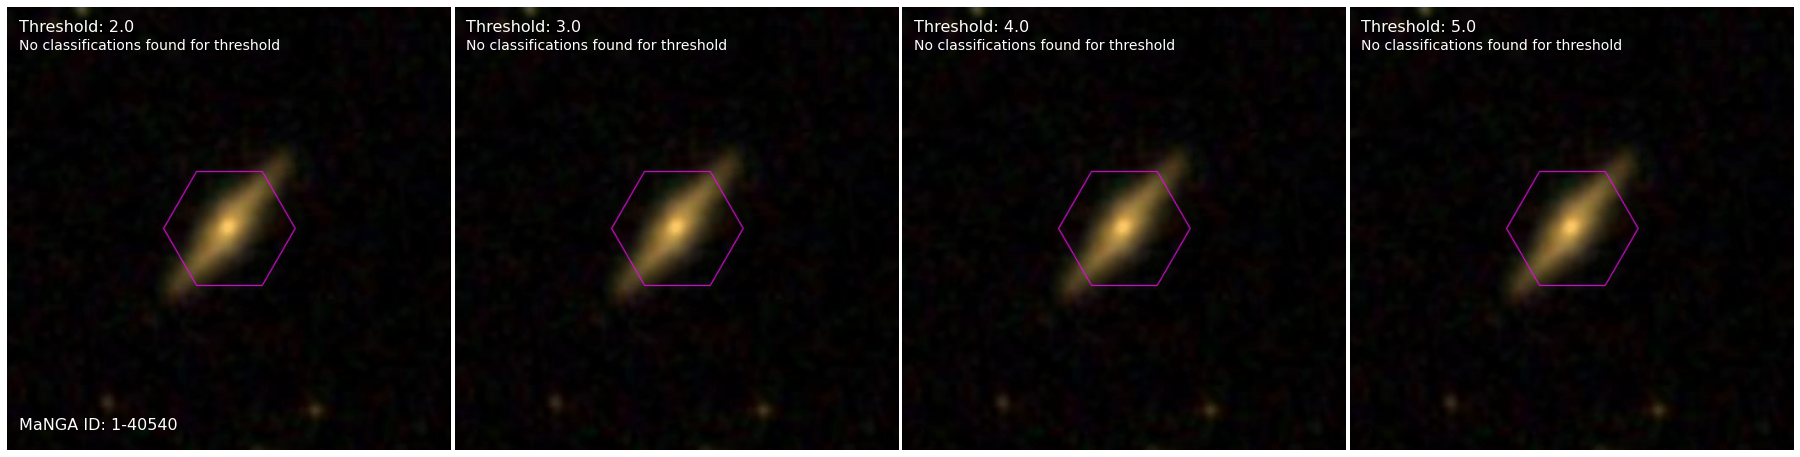 Threshold: 2.0
No classifications found for threshold
MaNGA ID: 1-40540
Threshold: 3.0
No classifications found for threshold
Threshold: 4.0
No classifications found for threshold
Threshold: 5.0
No classifications found for threshold